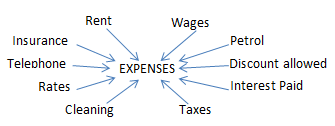 Rent
Wages
Insurance
Petrol
Telephone
EXPENSES
Discount allowed
Rates
Interest Paid
Cleaning
Taxes